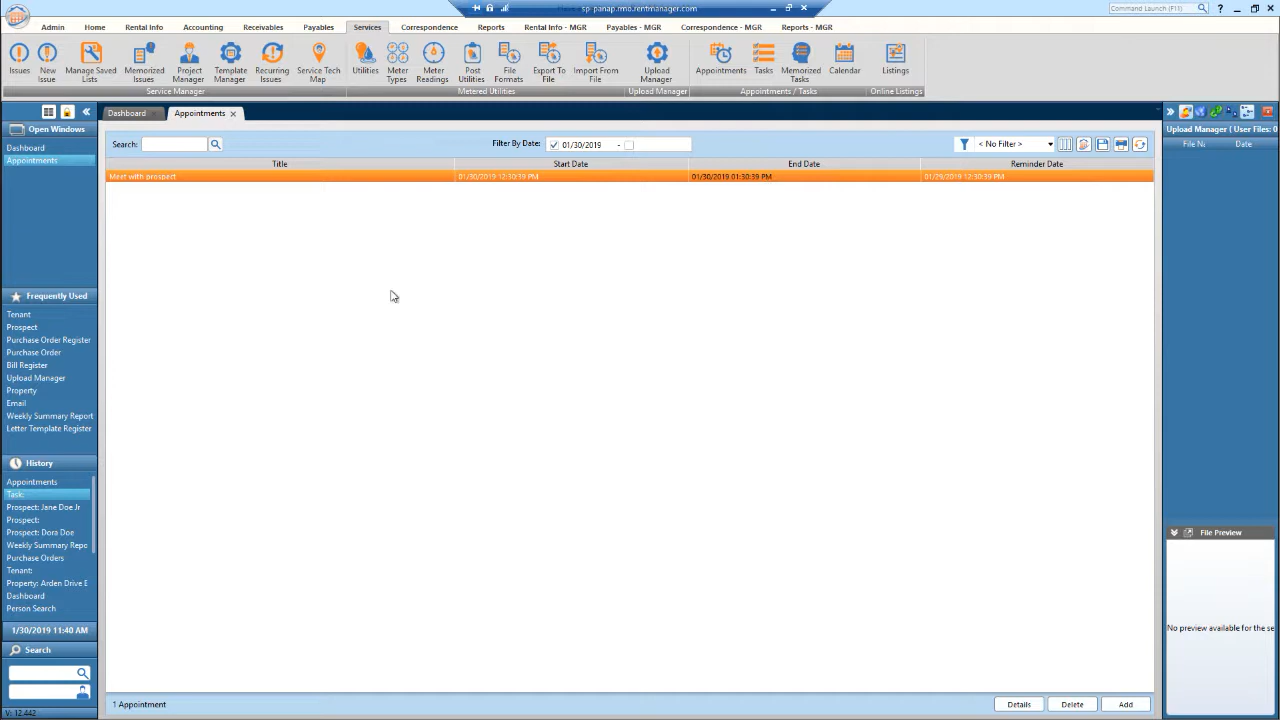 sp-panap.rmo.rentmanager.com
Command Launch (F11)
Admin Home Rental Info Accounting Receivables Payables Services Correspondence Reports Rental Info - MGR Payables - MGR Correspondence - MGR Reports - MGR
Issues New Issue Manage Saved Lists Memorized Issues Project Manager Template Manager Recurring Issues Service Tech Map Utilities Meter Types Meter Readings Post Utilities File Formats Export To File Import From File Upload Manager Appointments Tasks Memorized Tasks Calendar Listings
Service Manager Metered Utilities Upload Manager Appointments / Tasks Online Listings
Dashboard Appointments
Open Windows
Dashboard
Appointments
Frequently Used
Tenant
Prospect
Purchase Order Register
Purchase Order
Bill Register
Upload Manager
Property
Email
Weekly Summary Report
Letter Template Register
History
Appointments
Task:
Prospect: Jane Doe Jr
Prospect:
Prospect: Dora Doe
Weekly Summary Repo
Purchase Orders
Tenant:
Property: Arden Drive E
Dashboard
Person Search
1/30/2019 11:40 AM
Search
V: 12.442
Search: Filter By Date: 01/30/2019 - < No Filter >
Title Start Date End Date Reminder Date
Meet with prospect 01/30/2019 12:30:39 PM 01/30/2019 01:30:39 PM 01/29/2019 12:30:39 PM
1 Appointment Details Delete Add
Upload Manager ( User Files: 0
File N Date
File Preview
No preview available for the se